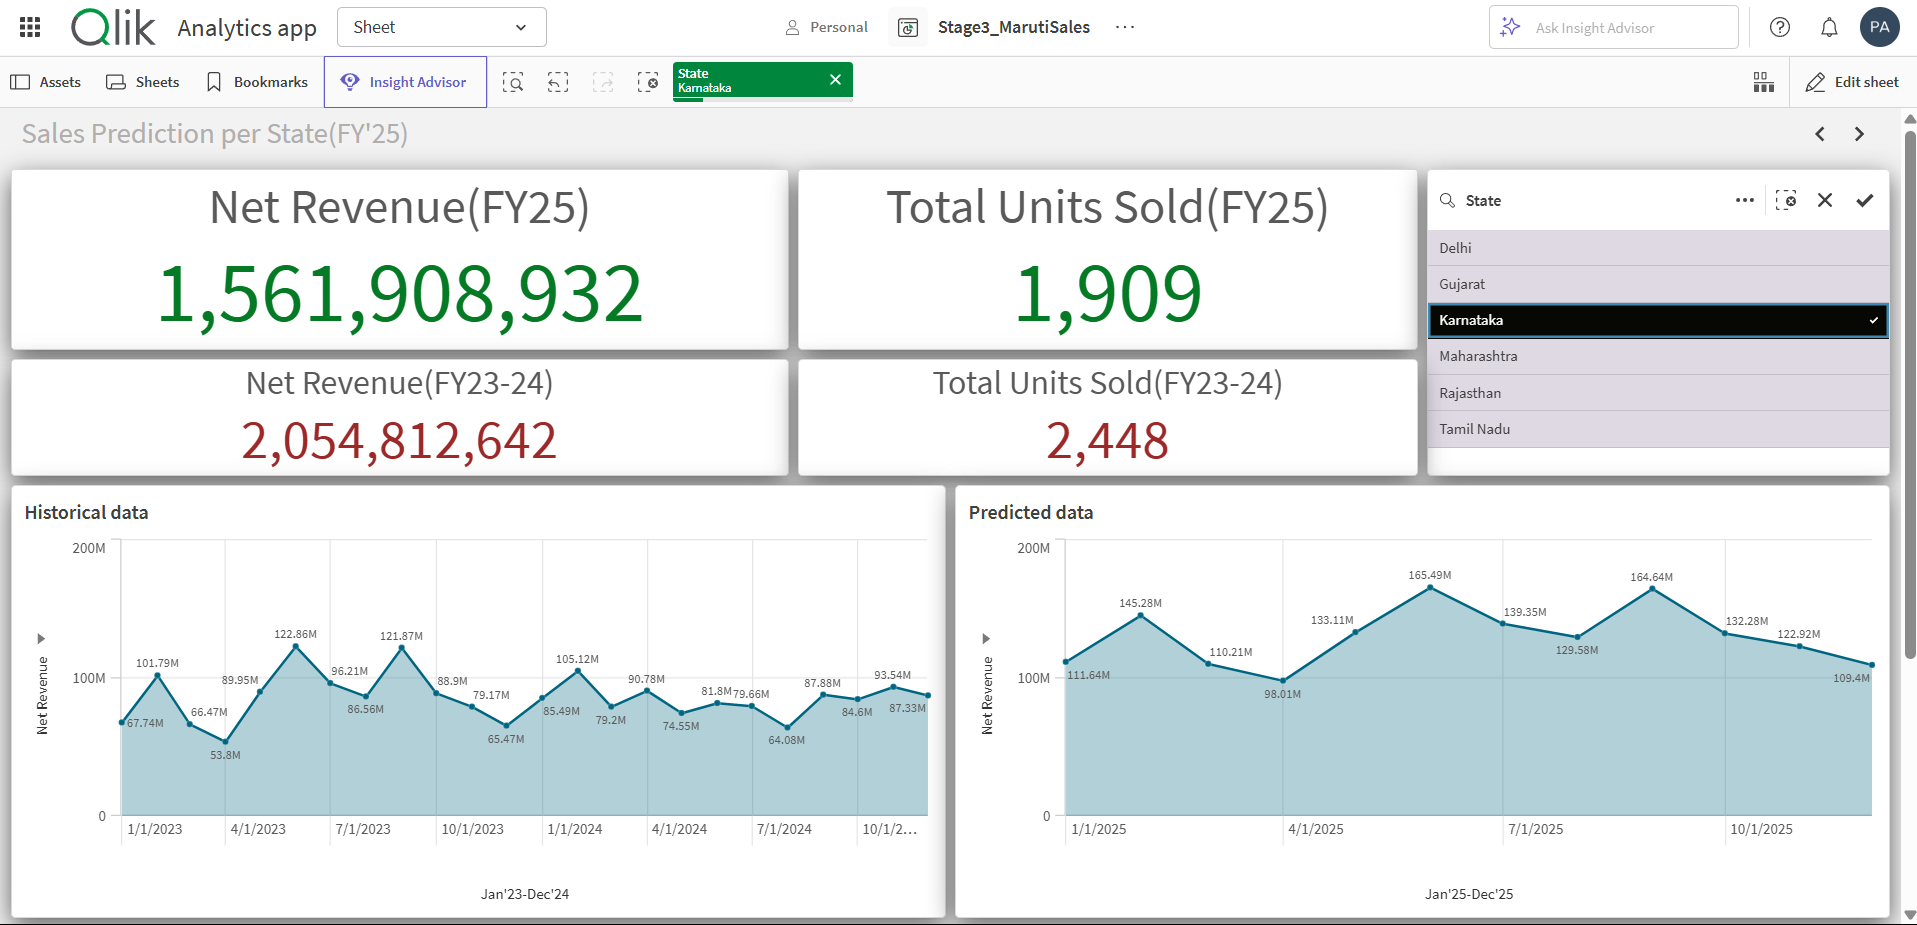 Qlik Analytics app Sheet Personal Stage3_MarutiSales ... Ask Insight Advisor ? PA
Assets Sheets Bookmarks Insight Advisor State Edit sheet
Karnataka
Sales Prediction per State(FY'25)
Net Revenue(FY25)
1,561,908,932
Total Units Sold(FY25)
1,909
Net Revenue(FY23-24)
2,054,812,642
Total Units Sold(FY23-24)
2,448
State
Delhi
Gujarat
Karnataka
Maharashtra
Rajasthan
Tamil Nadu
Historical data
Net Revenue
200M
100M
0
67.74M
101.79M
66.47M
53.8M
89.95M
122.86M
96.21M
86.56M
121.87M
88.9M
79.17M
65.47M
85.49M
105.12M
79.2M
90.78M
74.55M
81.8M
79.66M
64.08M
87.88M
84.6M
93.54M
87.33M
1/1/2023 4/1/2023 7/1/2023 10/1/2023 1/1/2024 4/1/2024 7/1/2024 10/1/2...
Jan'23-Dec'24
Predicted data
Net Revenue
200M
100M
0
111.64M
145.28M
110.21M
98.01M
133.11M
165.49M
139.35M
129.58M
164.64M
132.28M
122.92M
109.4M
1/1/2025 4/1/2025 7/1/2025 10/1/2025
Jan'25-Dec'25